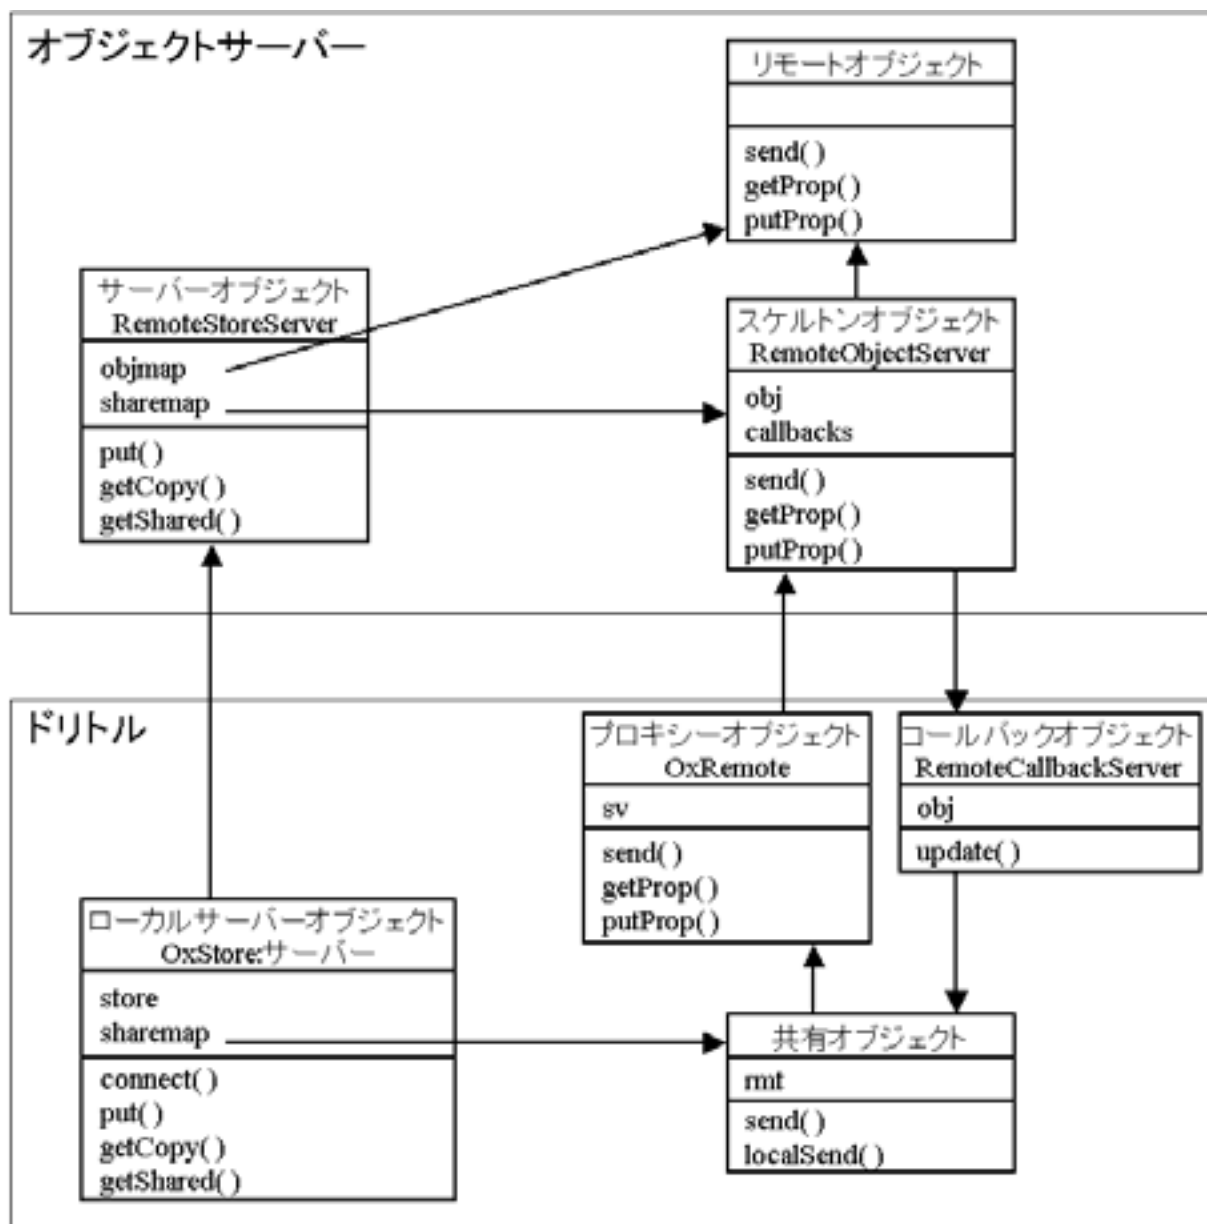 オブジェクトサーバー
リモートオブジェクト
send( )
getProp( )
putProp( )
サーバーオブジェクト
RemoteStoreServer
objmap
sharemap
put( )
getCopy( )
getShared( )
スケルトンオブジェクト
RemoteObjectServer
obj
callbacks
send( )
getProp( )
putProp( )
ドリトル
プロキシーオブジェクト
OxRemote
sv
send( )
getProp( )
putProp( )
コールバックオブジェクト
RemoteCallbackServer
obj
update( )
ローカルサーバーオブジェクト
OxStore:サーバー
store
sharemap
connect( )
put( )
getCopy( )
getShared( )
共有オブジェクト
rmt
send( )
localSend( )